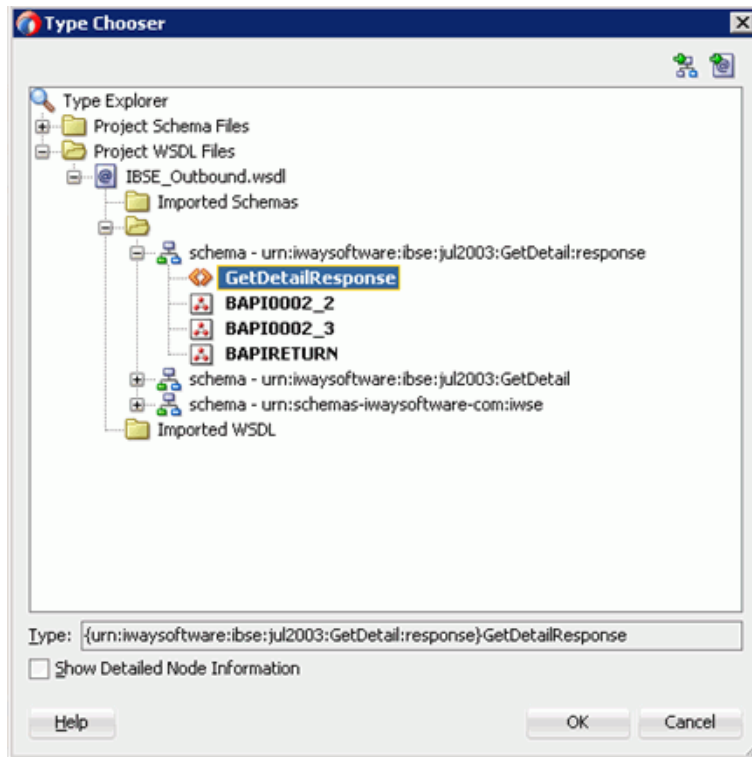 Type Chooser
Type Explorer
Project Schema Files
Project WSDL Files
IBSE_Outbound.wsdl
Imported Schemas
schema - urn:iwaysoftware:ibse:jul2003:GetDetail:response
GetDetailResponse
BAPI0002_2
BAPI0002_3
BAPIRETURN
schema - urn:iwaysoftware:ibse:jul2003:GetDetail
schema - urn:schemas-iwaysoftware-com:iwse
Imported WSDL
Type: {urn:iwaysoftware:ibse:jul2003:GetDetail:response}GetDetailResponse
Show Detailed Node Information
Help OK Cancel